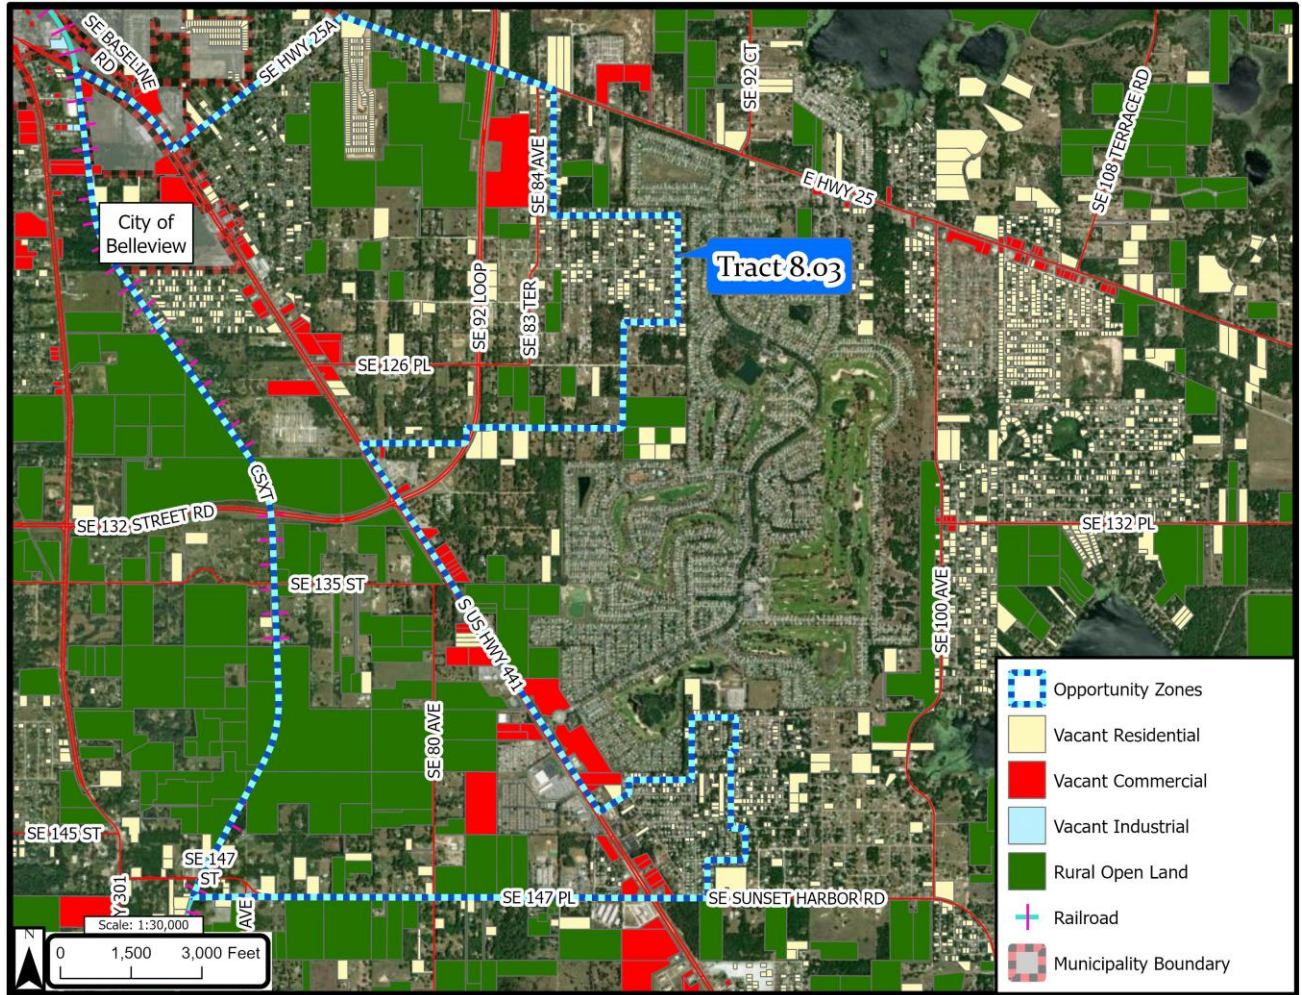 SE BASELINE
RD
SE HWY 25A
SE 92 CT
SE 108 TERRACE RD
SE 84 AVE
E HWY 25
City of
Belleview
Tract 8.03
SE 92 LOOP
SE 83 TER
SE 126 PL
CSXT
SE 132 STREET RD
SE 132 PL
SE 135 ST
S US HWY 441
SE 100 AVE
SE 80 AVE
SE 145 ST
SE 147
ST
Y 301
AVE
SE 147 PL
SE SUNSET HARBOR RD
Scale: 1:30,000
N
0 1,500 3,000 Feet
Opportunity Zones
Vacant Residential
Vacant Commercial
Vacant Industrial
Rural Open Land
Railroad
Municipality Boundary